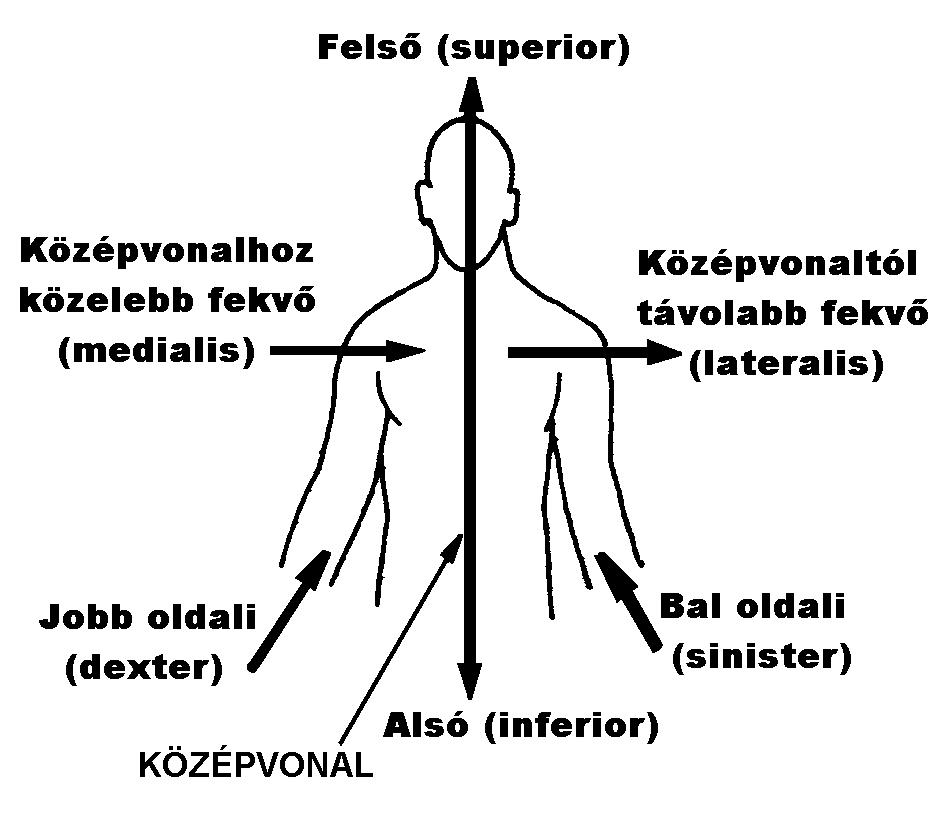 Felső (superior)
Középvonalhoz
közelebb fekvő
(medialis)
Középvonaltól
távolabb fekvő
(lateralis)
Jobb oldali
(dexter)
Bal oldali
(sinister)
Alsó (inferior)
KÖZÉPVONAL